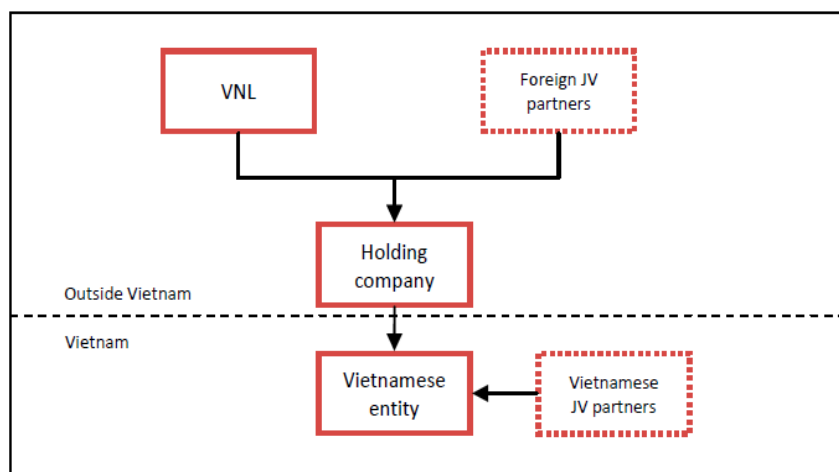 VNL
Foreign JV
partners
Holding
company
Outside Vietnam
Vietnam
Vietnamese
entity
Vietnamese
JV partners